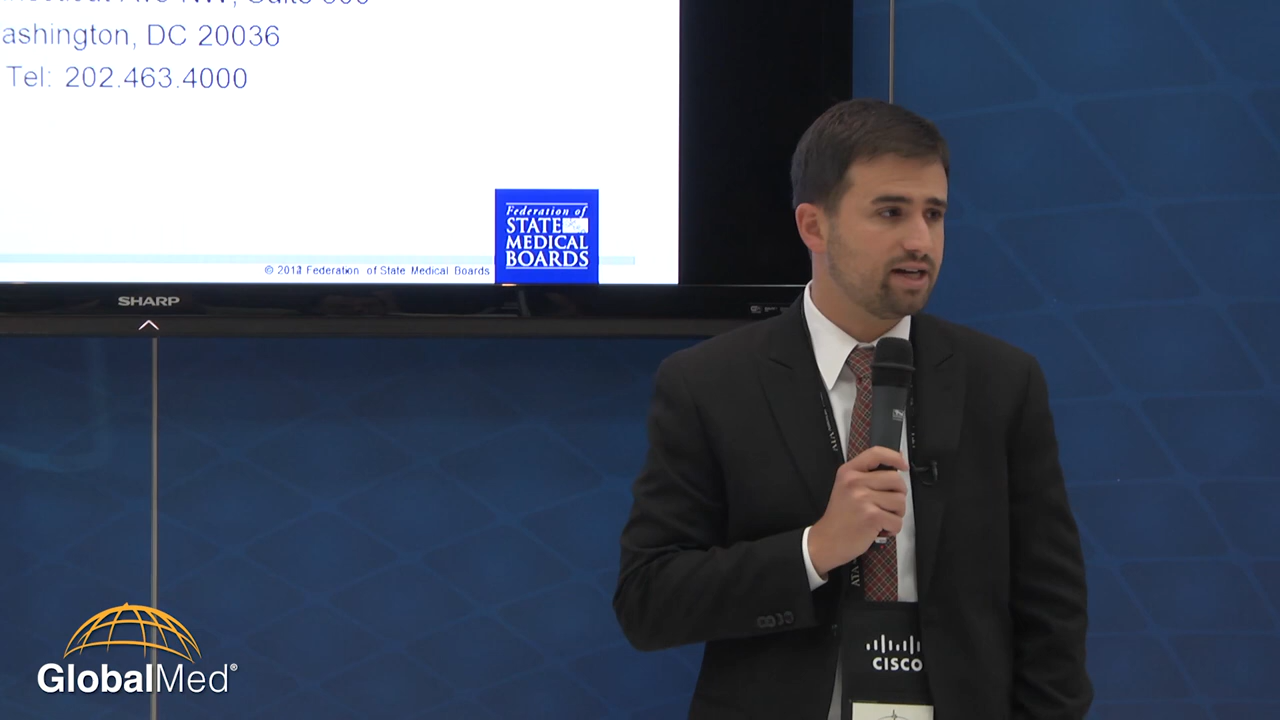 ashington, DC 20036
Tel: 202.463.4000
Federation of
STATE
MEDICAL
BOARDS
Federation of State Medical Boards
SHARP
CISCO
GlobalMed®